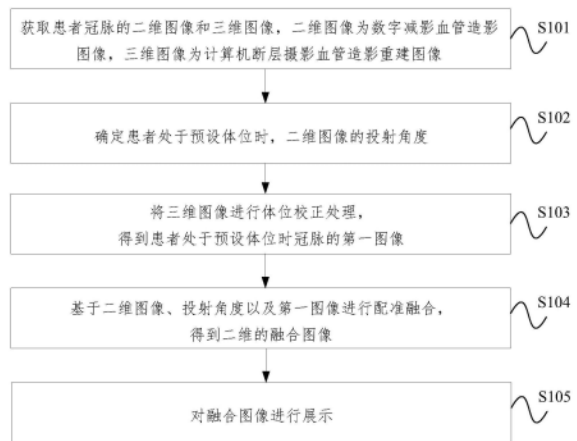 获取患者冠脉的二维图像和三维图像，二维图像为数字减影血管造影
图像，三维图像为计算机断层摄影血管造影重建图像
S101
确定患者处于预设体位时，二维图像的投射角度
S102
将三维图像进行体位校正处理，
得到患者处于预设体位时冠脉的第一图像
S103
基于二维图像、投射角度以及第一图像进行配准融合，
得到二维的融合图像
S104
对融合图像进行展示
S105